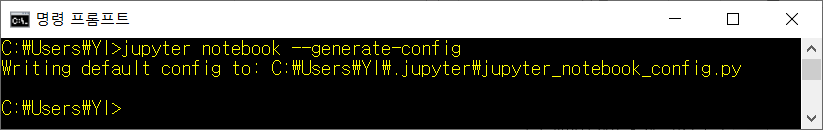 명령 프롬프트
C:₩Users₩YI>jupyter notebook --generate-config
Writing default config to: C:₩Users₩YI₩.jupyter₩jupyter_notebook_config.py
C:₩Users₩YI>